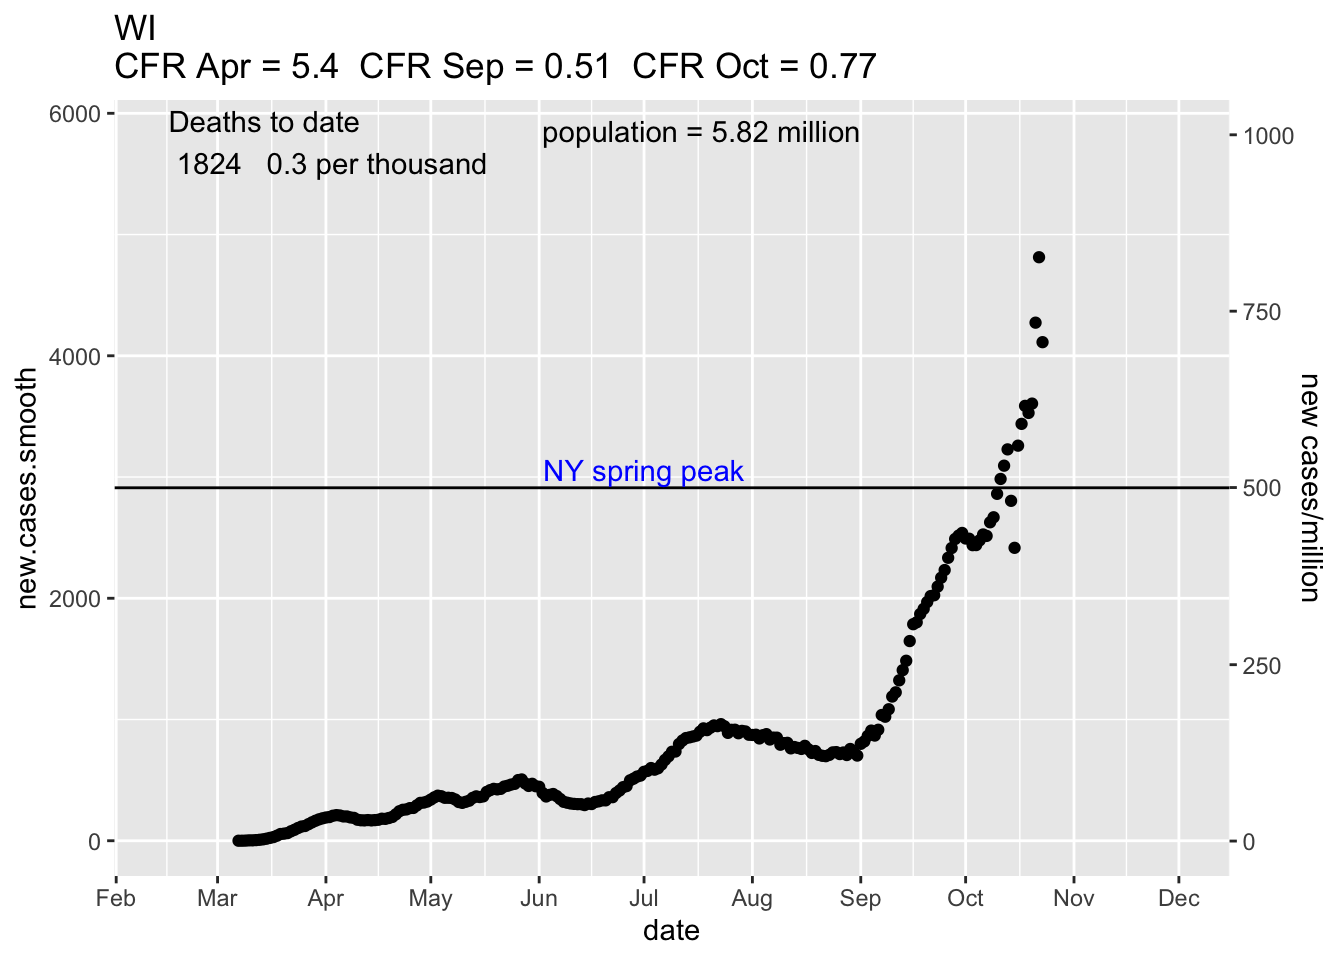 WI
CFR Apr = 5.4  CFR Sep = 0.51  CFR Oct = 0.77
Deaths to date
1824   0.3 per thousand
population = 5.82 million
NY spring peak
new.cases.smooth
6000
4000
2000
0
new cases/million
1000
750
500
250
0
Feb Mar Apr May Jun Jul Aug Sep Oct Nov Dec
date